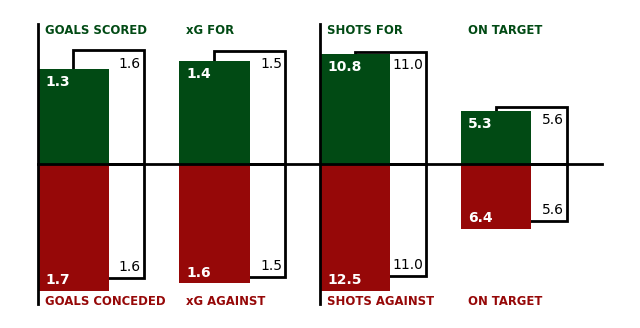 GOALS SCORED xG FOR SHOTS FOR ON TARGET
1.3 1.6 1.4 1.5 10.8 11.0 5.3 5.6
1.7 1.6 1.6 1.5 12.5 11.0 6.4 5.6
GOALS CONCEDED xG AGAINST SHOTS AGAINST ON TARGET